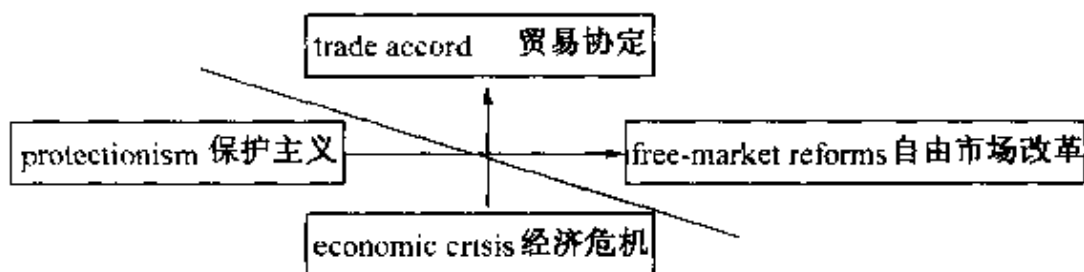 trade accord 贸易协定
protectionism 保护主义
free-market reforms 自由市场改革
economic crtsis 经济危机